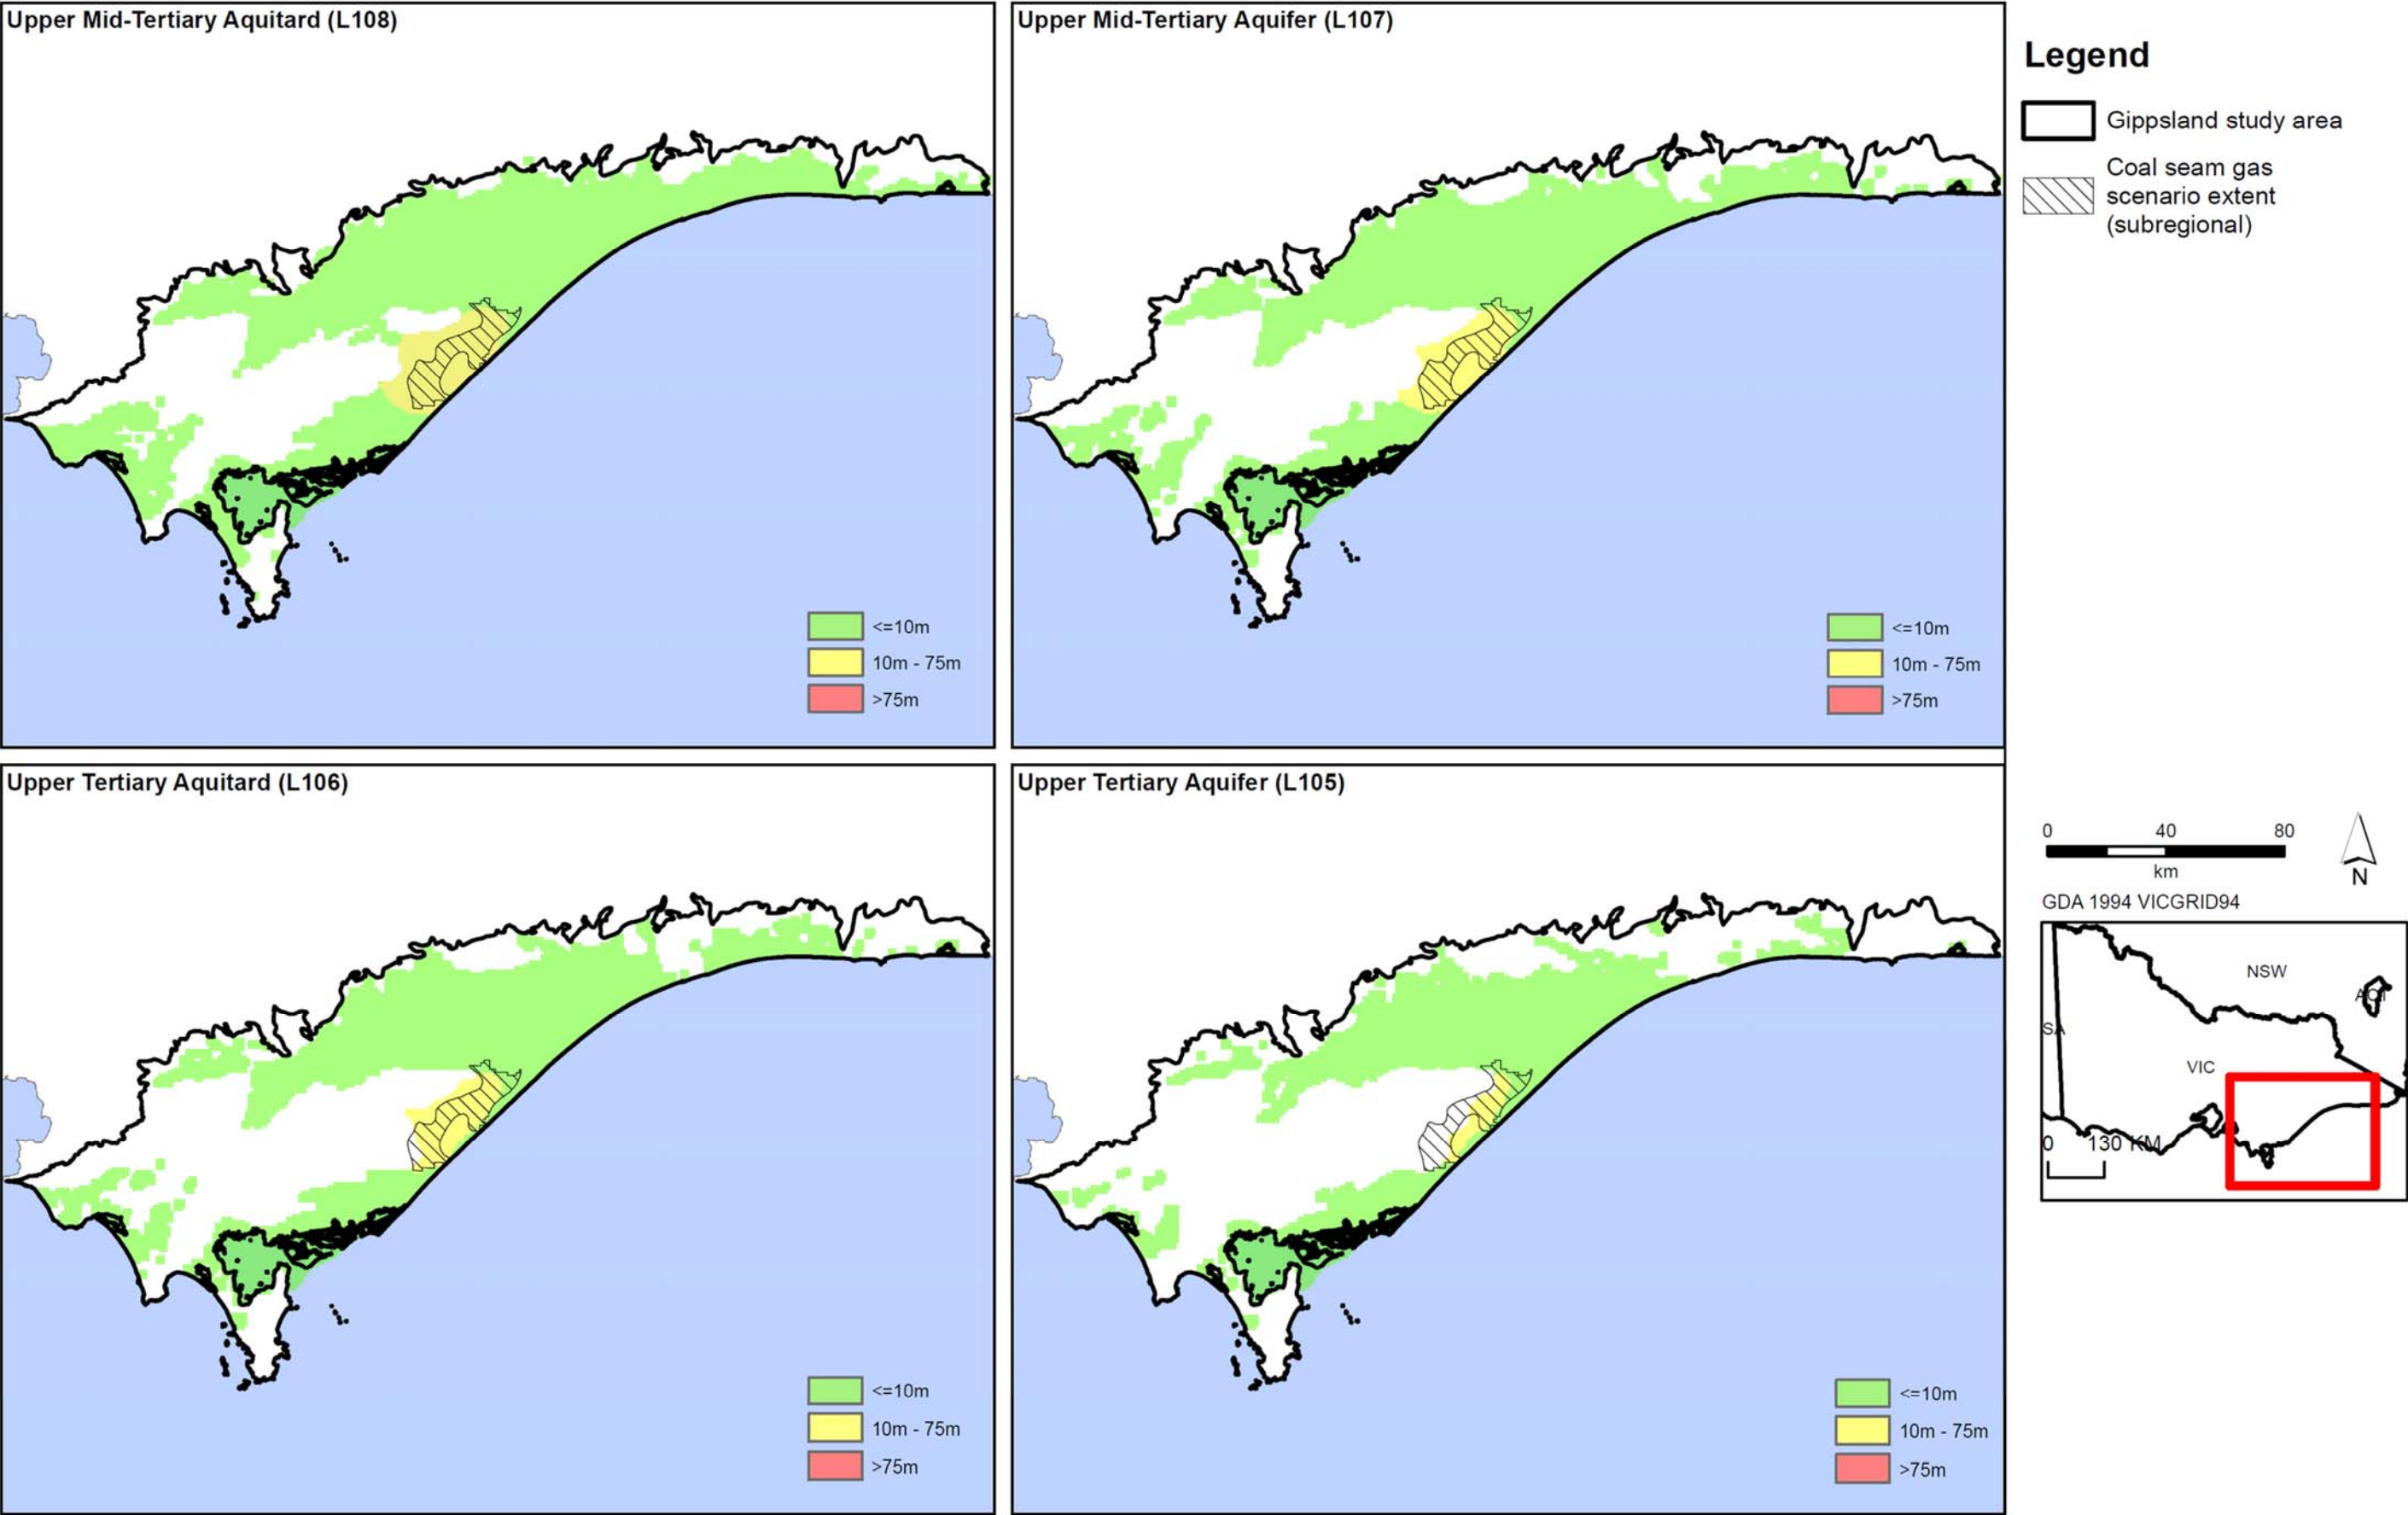 Upper Mid-Tertiary Aquitard (L108)
<=10m
10m - 75m
>75m
Upper Mid-Tertiary Aquifer (L107)
<=10m
10m - 75m
>75m
Legend
Gippsland study area
Coal seam gas
scenario extent
(subregional)
Upper Tertiary Aquitard (L106)
<=10m
10m - 75m
>75m
Upper Tertiary Aquifer (L105)
<=10m
10m - 75m
>75m
0 40 80
km
N
GDA 1994 VICGRID94
NSW
ACT
SA
VIC
0 130 KM